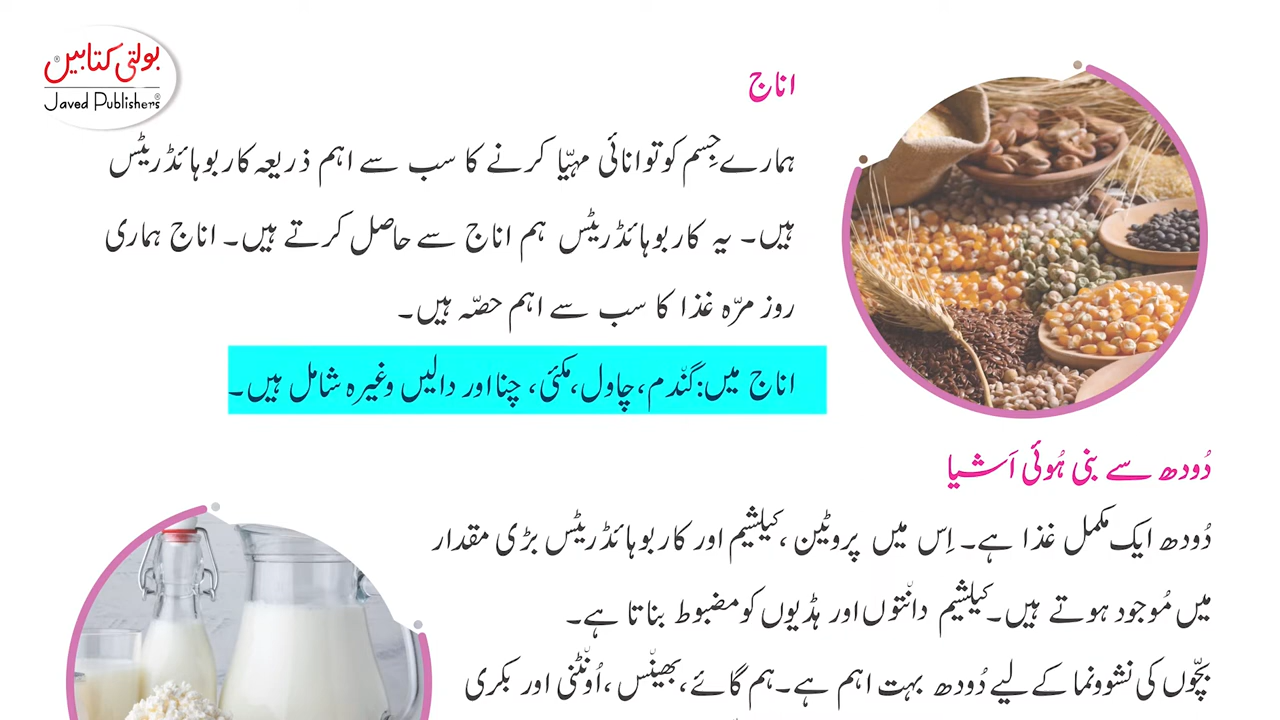 بولتی کتابیں
Javed Publishers
اناج
ہمارے جِسم کو توانائی مہیّا کرنے کا سب سے اہم ذریعہ کاربوہائڈریٹس
ہیں۔ یہ کاربوہائڈریٹس ہم اناج سے حاصل کرتے ہیں۔ اناج ہماری
روز مرّہ غذا کا سب سے اہم حصّہ ہیں۔
اناج میں: گندم، چاول، مکئی، چنا اور دالیں وغیرہ شامل ہیں۔
دُودھ سے بنی ہُوئی اَشیا
دُودھ ایک مکمل غذا ہے۔ اِس میں پروٹین، کیلشیم اور کاربوہائڈریٹس بڑی مقدار
میں مُوجود ہوتے ہیں۔ کیلشیم دانتوں اور ہڈیوں کو مضبوط بناتا ہے۔
بچّوں کی نشوونما کے لیے دُودھ بہت اہم ہے۔ ہم گائے، بھینس، اُونٹنی اور بکری